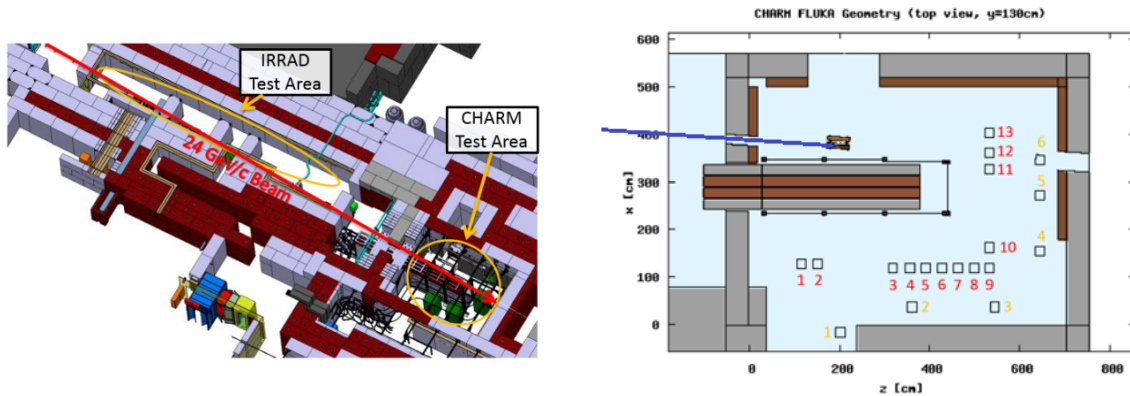 IRRAD
Test Area
CHARM
Test Area
24 GeV/c Beam
CHARM FLUKA Geometry (top view, y=130cm)
600
500
400
300
200
100
0
x [cm]
13
12
11
6
5
4
10
1 2
3 4 5 6 7 8 9
2
3
1
0 200 400 600 800
z [cm]